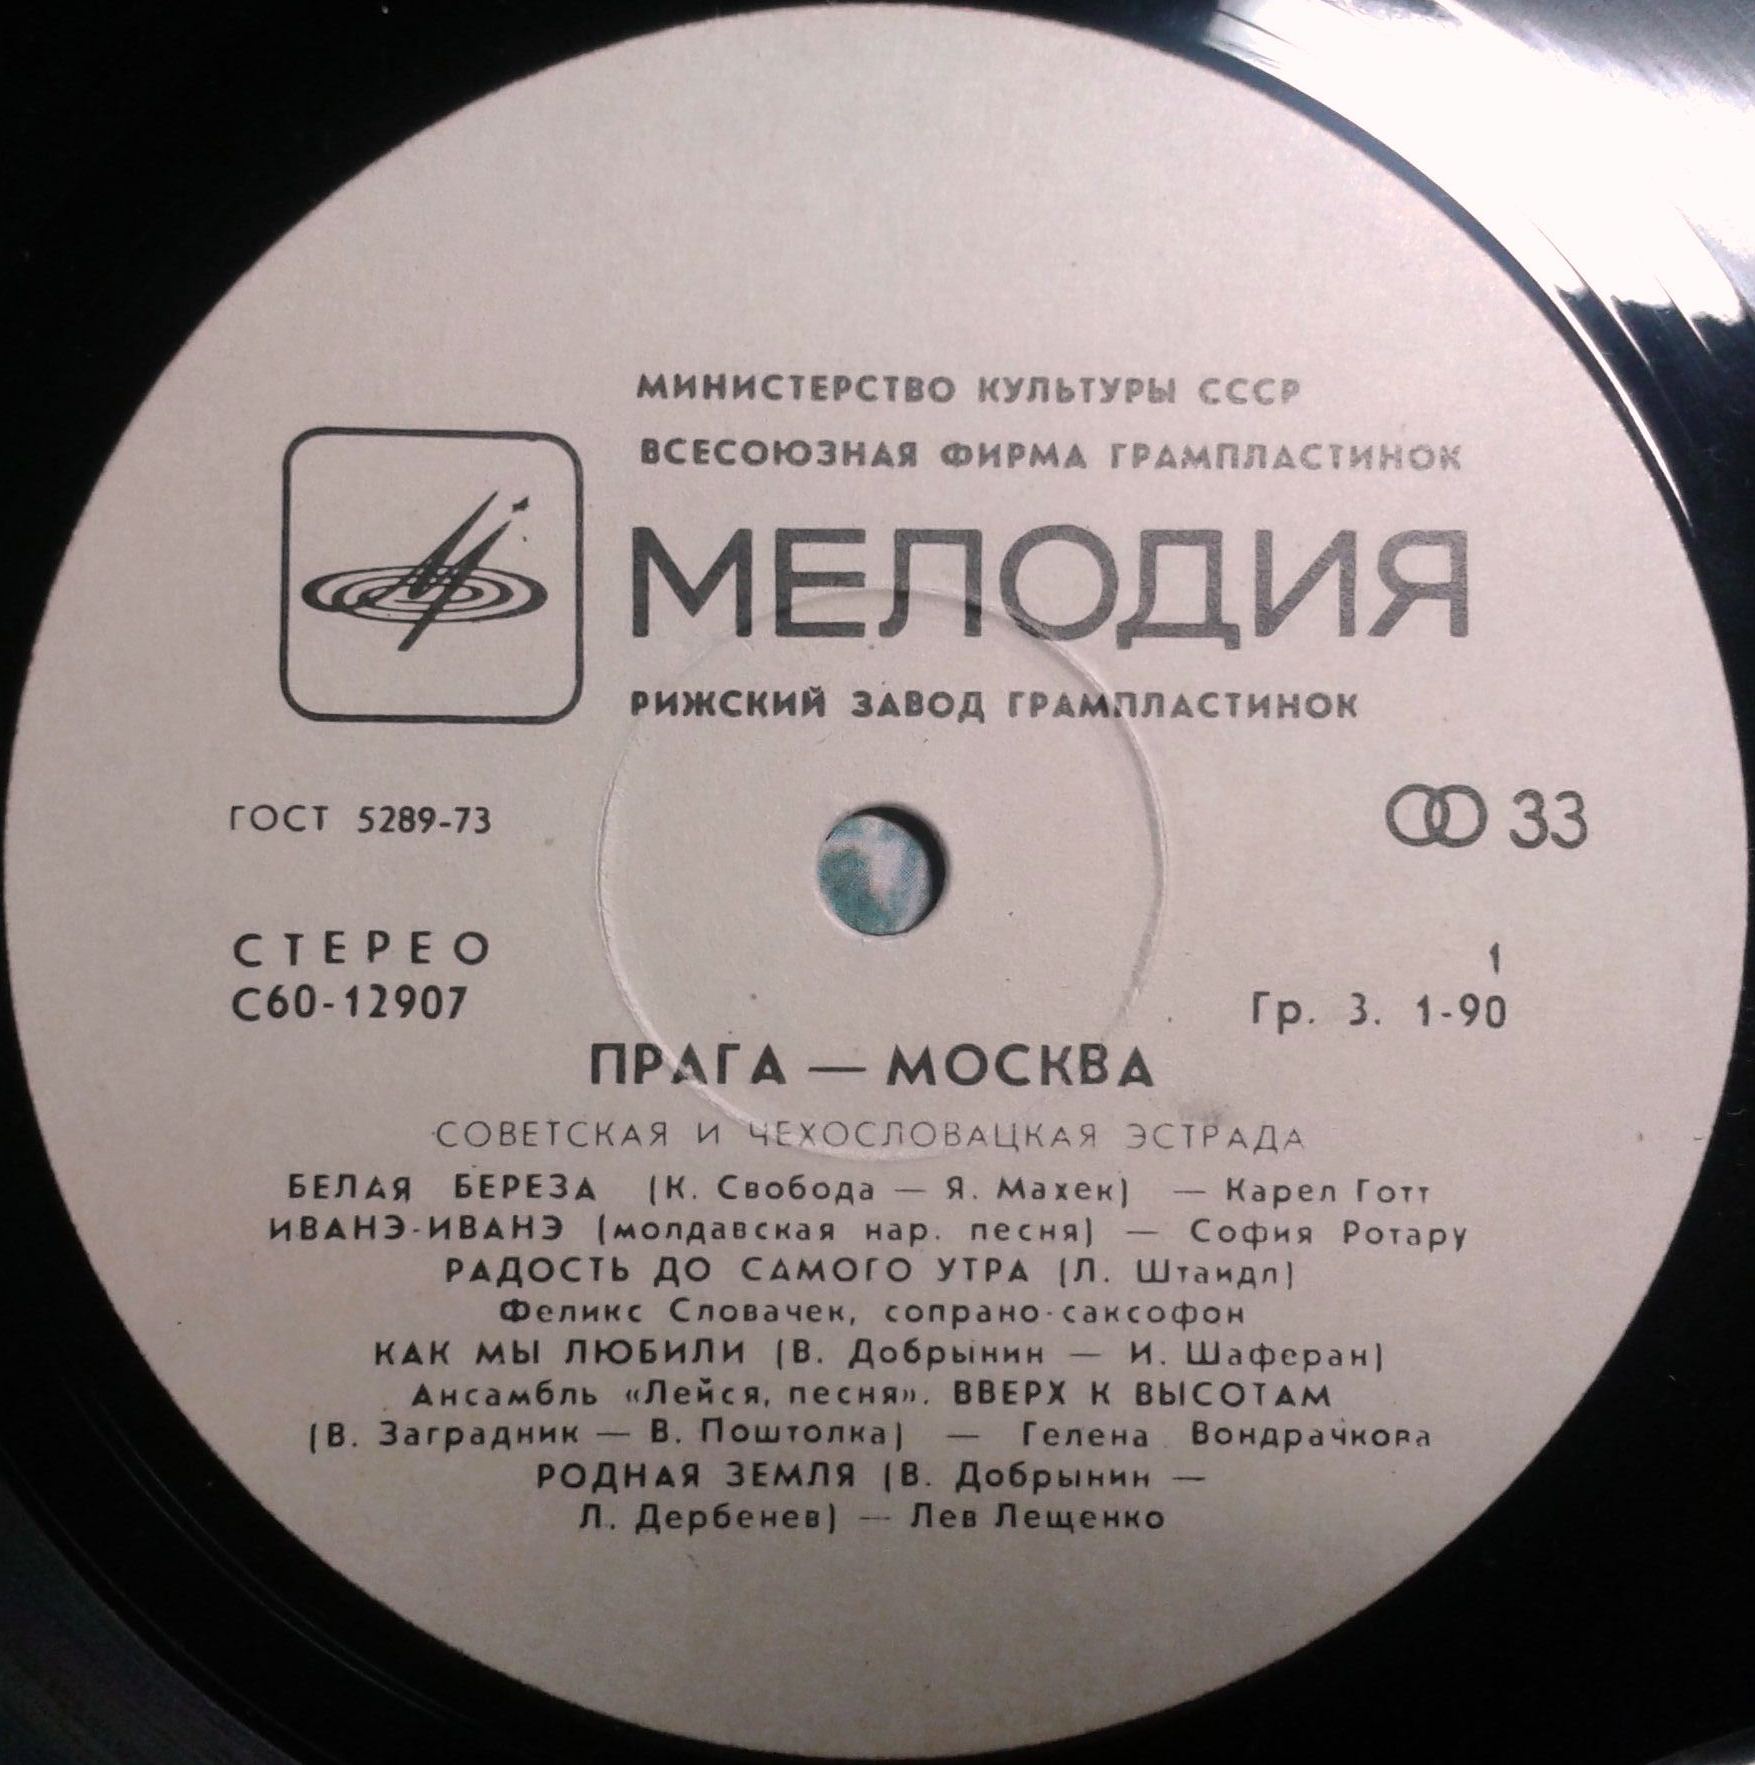 МИНИСТЕРСТВО КУЛЬТУРЫ СССР
ВСЕСОЮЗНАЯ ФИРМА ГРАМПЛАСТИНОК
МЕЛОДИЯ
РИЖСКИЙ ЗАВОД ГРАМПЛАСТИНОК
ГОСТ 5289-73
33
СТЕРЕО
1
С60-12907
Гр. 3. 1-90
ПРАГА — МОСКВА
СОВЕТСКАЯ И ЧЕХОСЛОВАЦКАЯ ЭСТРАДА
БЕЛАЯ БЕРЕЗА (К. Свобода — Я. Махек) — Карел Готт
ИВАНЭ-ИВАНЭ (молдавская нар. песня) — София Ротару
РАДОСТЬ ДО САМОГО УТРА (Л. Штаидл)
Феликс Словачек, сопрано-саксофон
КАК МЫ ЛЮБИЛИ (В. Добрынин — И. Шаферан)
Ансамбль «Лейся, песня». ВВЕРХ К ВЫСОТАМ
(В. Заградник — В. Поштолка) — Гелена Вондрачкова
РОДНАЯ ЗЕМЛЯ (В. Добрынин —
Л. Дербенев) — Лев Лещенко